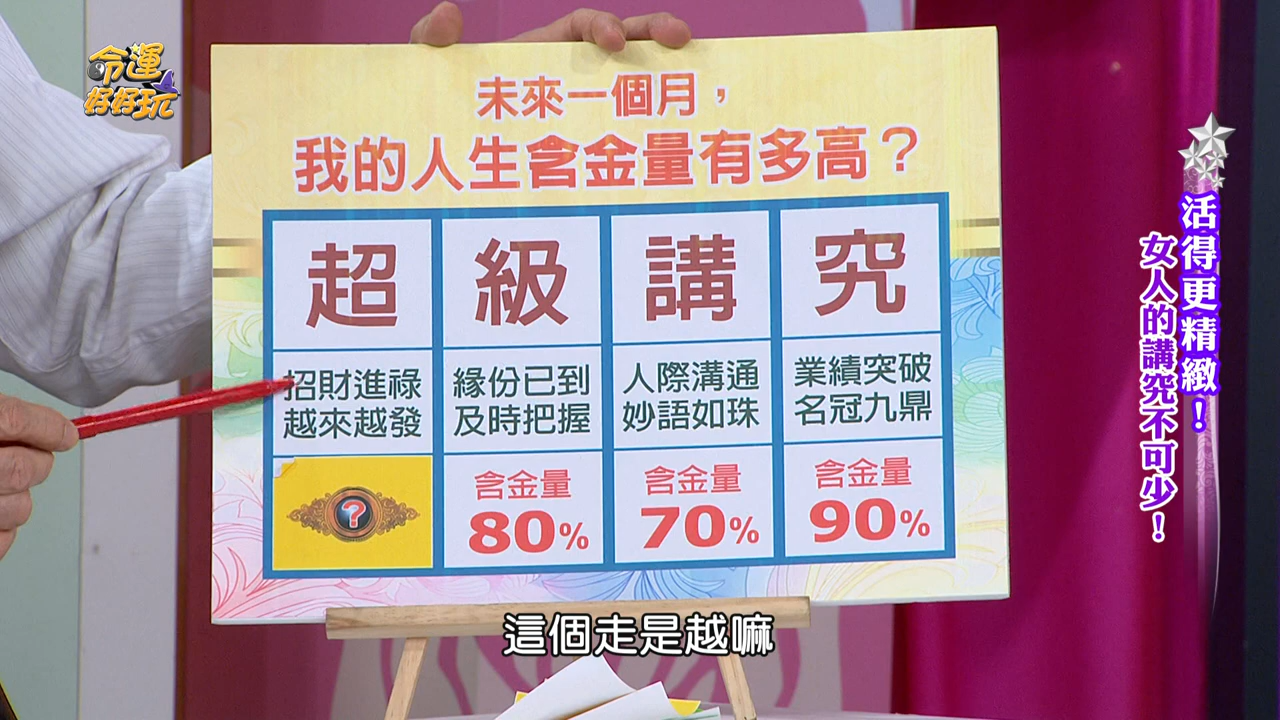 命運
好好玩
未來一個月，
我的人生含金量有多高？
超 級 講 究
招財進祿
越來越發
緣份已到
及時把握
人際溝通
妙語如珠
業績突破
名冠九鼎
?
含金量
80%
含金量
70%
含金量
90%
活得更精緻！
女人的講究不可少！
這個走是越嘛